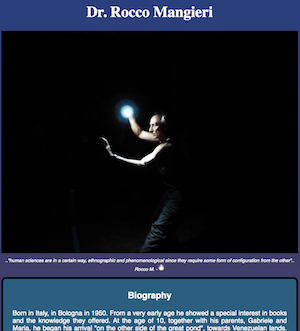 Dr. Rocco Mangieri
.."human sciences are in a certain way, ethnographic and phenomenological since they require some form of configuration from the other"..
Rocco M. -
Biography
Born in Italy, in Bologna in 1950. From a very early age he showed a special interest in books
and the knowledge they offered. At the age of 10, together with his parents, Gabriele and
Maria, he began his arrival "on the other side of the great pond", towards Venezuelan lands.